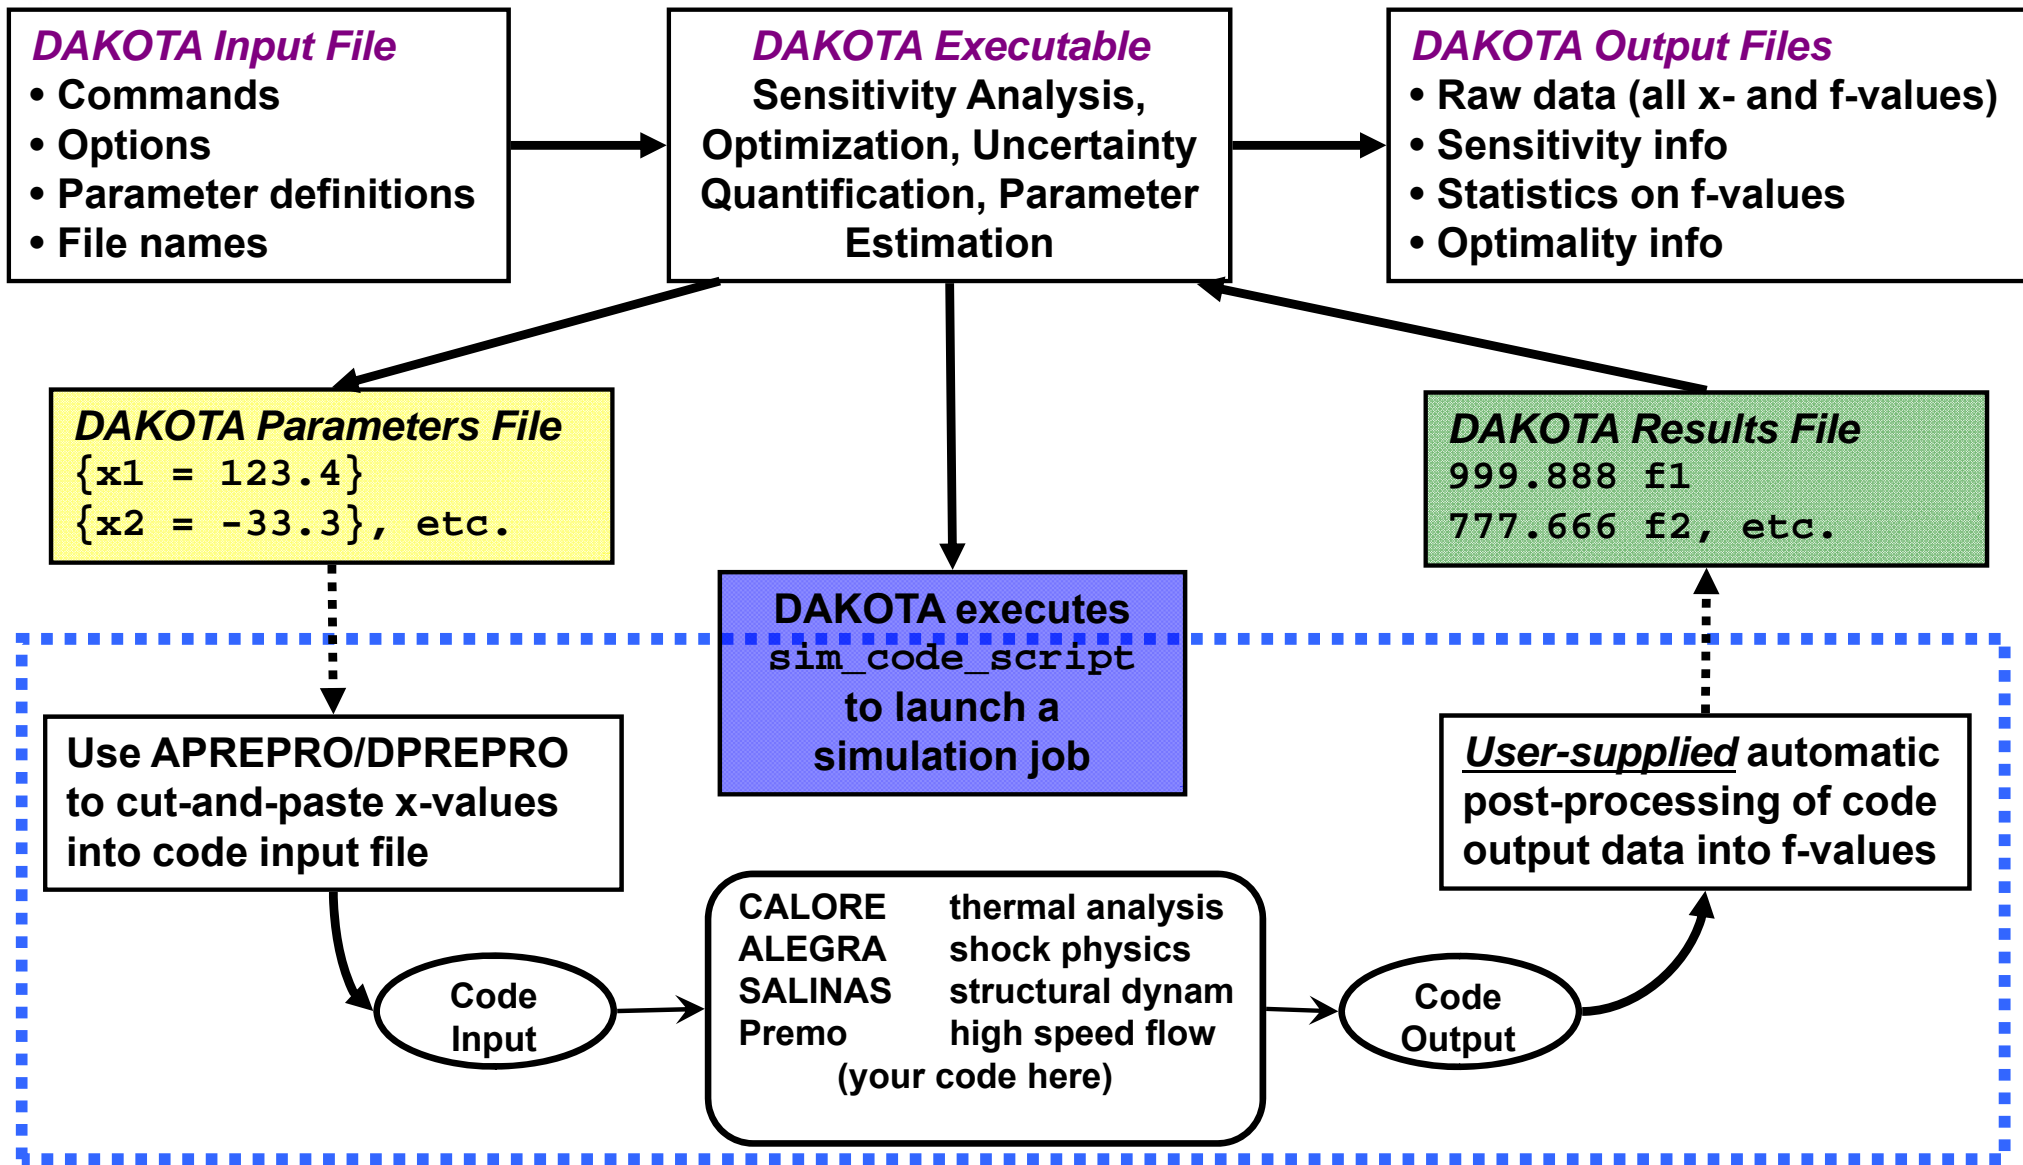 DAKOTA Input File
• Commands
• Options
• Parameter definitions
• File names
DAKOTA Executable
Sensitivity Analysis,
Optimization, Uncertainty
Quantification, Parameter
Estimation
DAKOTA Output Files
• Raw data (all x- and f-values)
• Sensitivity info
• Statistics on f-values
• Optimality info
DAKOTA Parameters File
{x1 = 123.4}
{x2 = -33.3}, etc.
DAKOTA executes
sim_code_script
to launch a
simulation job
DAKOTA Results File
999.888 f1
777.666 f2, etc.
Use APREPRO/DPREPRO
to cut-and-paste x-values
into code input file
Code
Input
CALORE thermal analysis
ALEGRA shock physics
SALINAS structural dynam
Premo high speed flow
(your code here)
Code
Output
User-supplied automatic
post-processing of code
output data into f-values